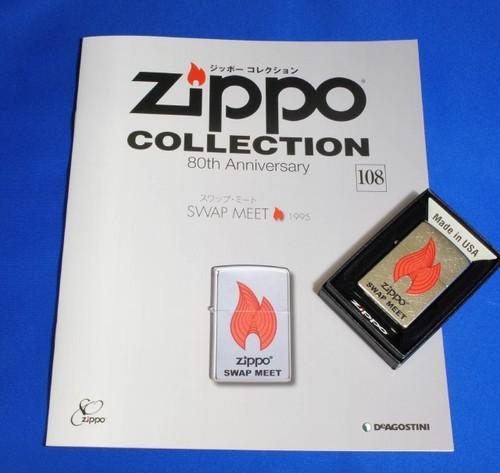 ジッポー コレクション
Zippo
COLLECTION
80th Anniversary
108
スワップ・ミート
SWAP MEET 1995
zippo
SWAP MEET
zippo
DeAGOSTINI
Made in USA
zippo
SWAP MEET
zippo